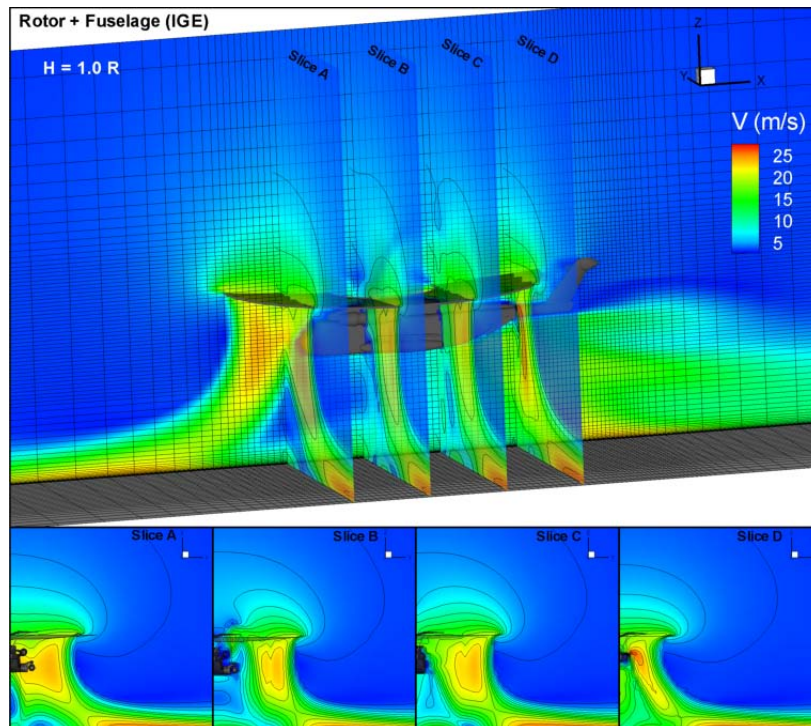 Rotor + Fuselage (IGE)
H = 1.0 R
Slice A
Slice B
Slice C
Slice D
Z
Y
X
V (m/s)
25
20
15
10
5
Slice A
Slice B
Slice C
Slice D